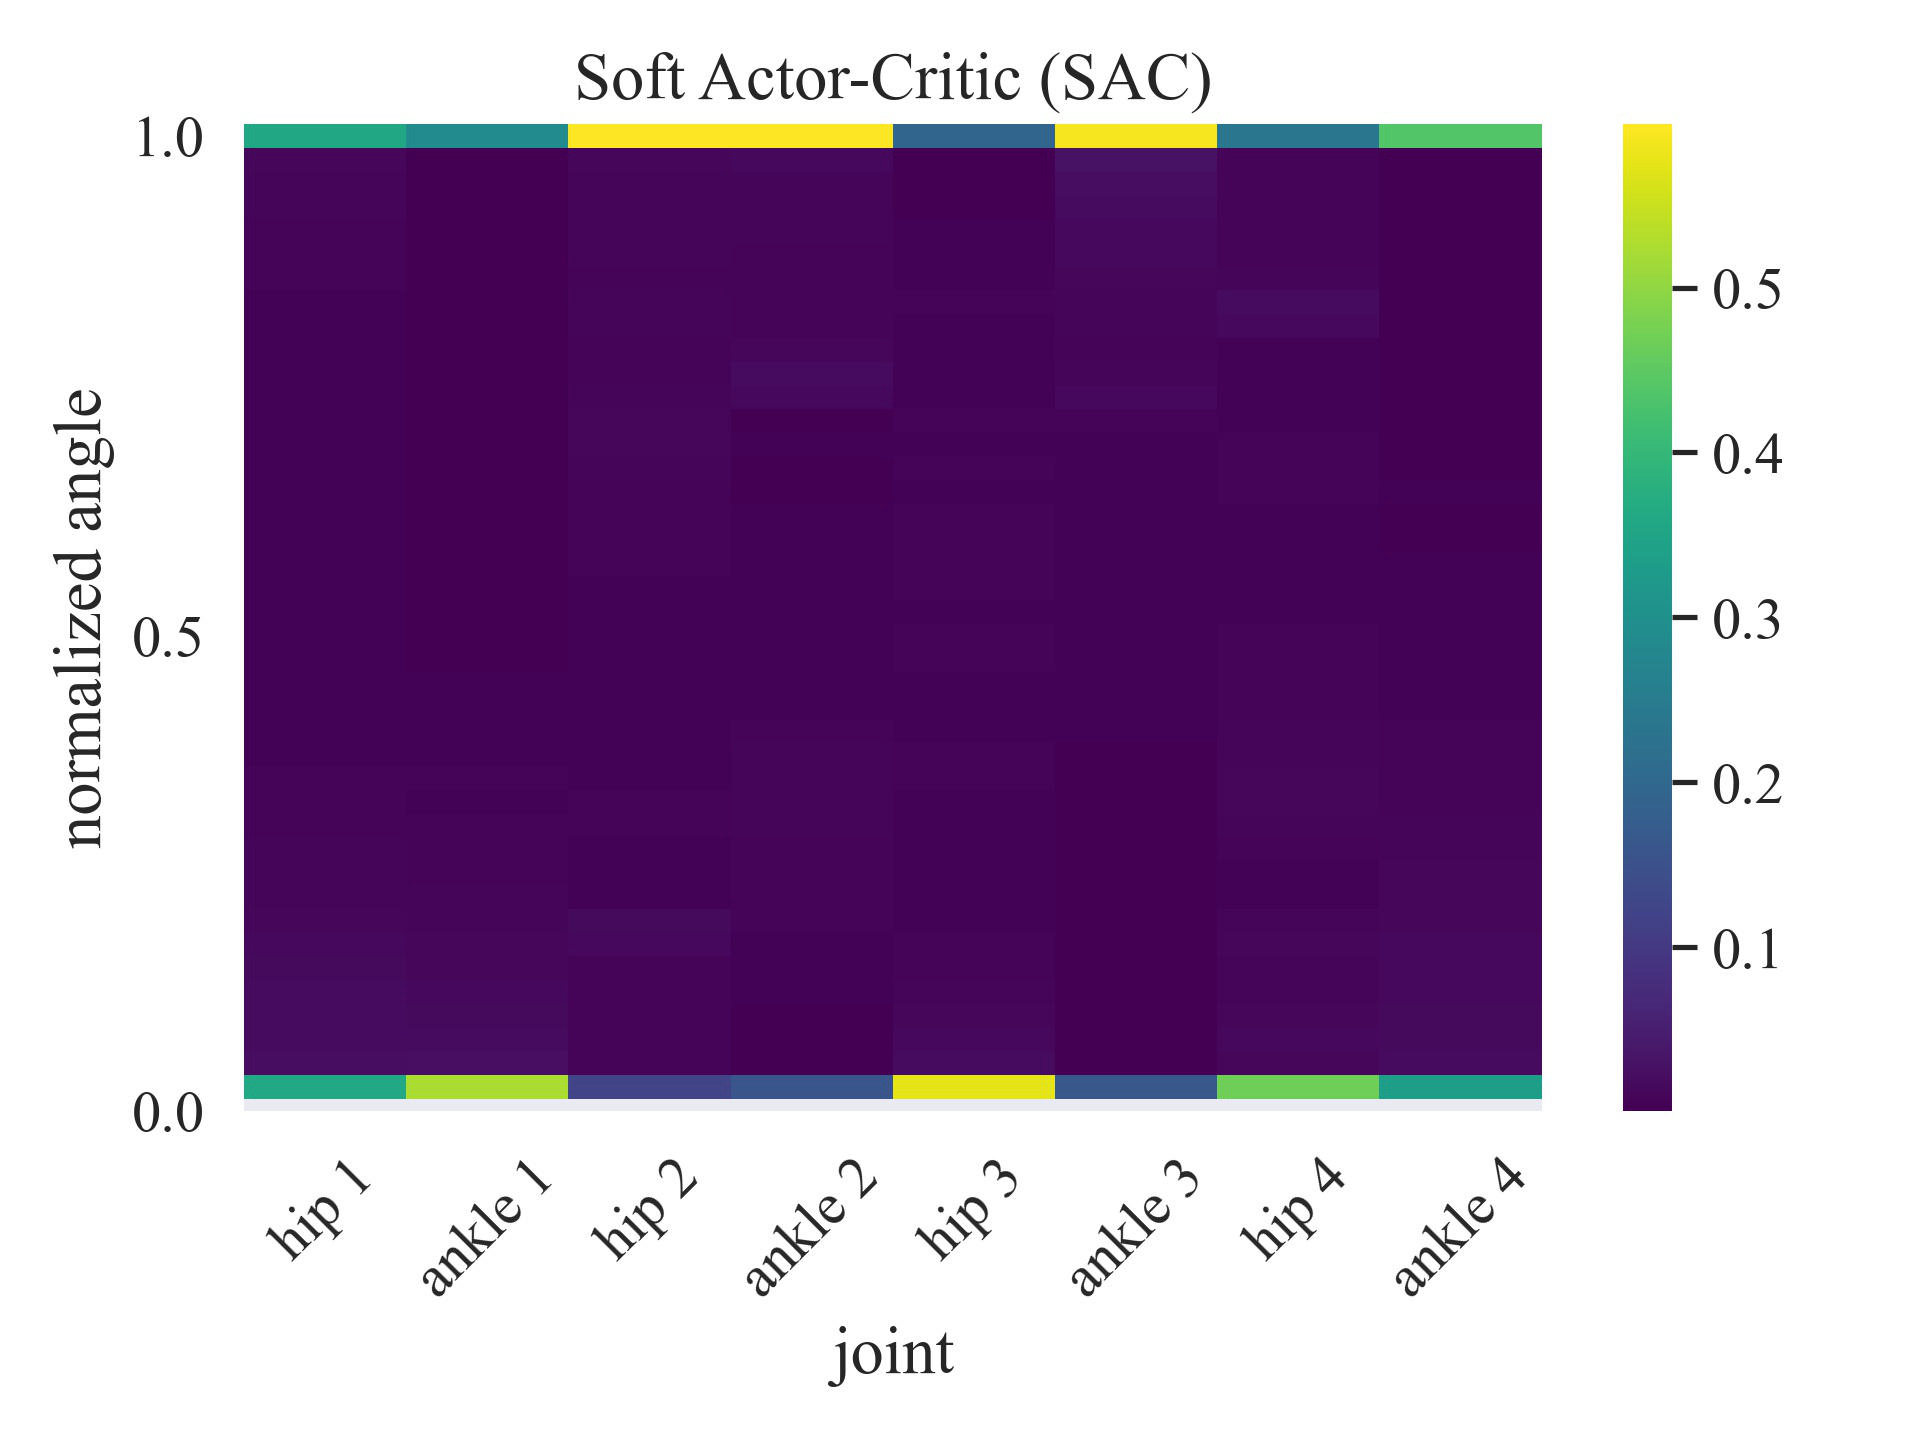 Soft Actor-Critic (SAC)
normalized angle
1.0
0.5
0.0
hip 1
ankle 1
hip 2
ankle 2
hip 3
ankle 3
hip 4
ankle 4
joint
0.5
0.4
0.3
0.2
0.1